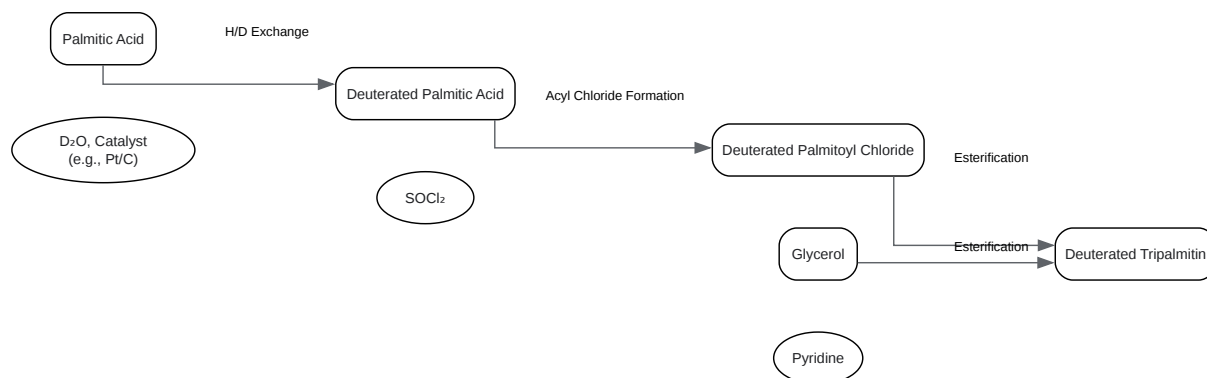 Palmitic Acid
H/D Exchange
Deuterated Palmitic Acid
Acyl Chloride Formation
D₂O, Catalyst
(e.g., Pt/C)
Deuterated Palmitoyl Chloride
Esterification
SOCl₂
Glycerol
Esterification
Deuterated Tripalmitin
Pyridine